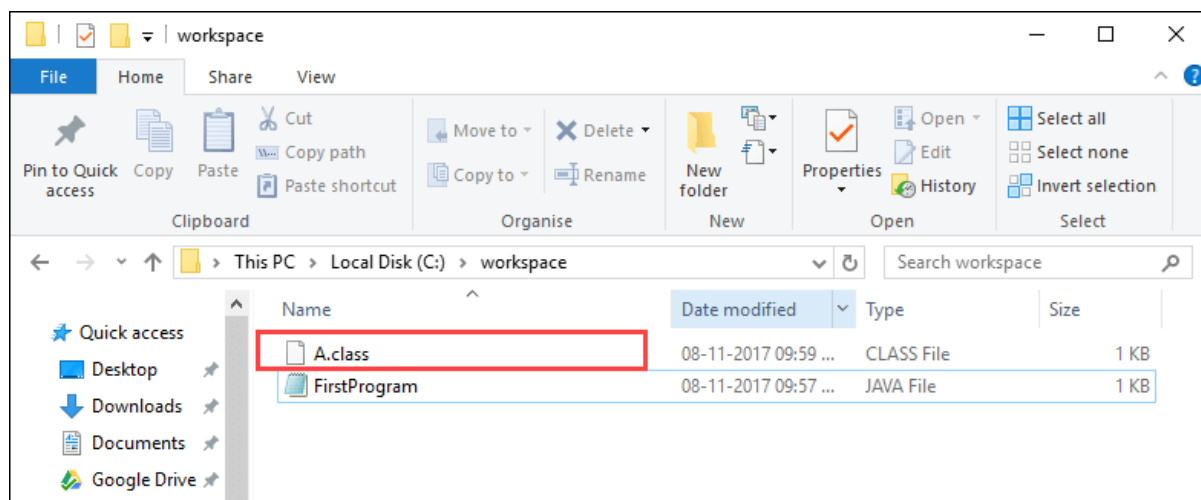 workspace
File Home Share View
Pin to Quick access
Copy
Paste
Cut
Copy path
Paste shortcut
Clipboard
Move to
Copy to
Delete
Rename
Organise
New folder
New
Properties
Open
Edit
History
Open
Select all
Select none
Invert selection
Select
This PC > Local Disk (C:) > workspace
Search workspace
Name Date modified Type Size
Quick access
Desktop
Downloads
Documents
Google Drive
A.class 08-11-2017 09:59 ... CLASS File 1 KB
FirstProgram 08-11-2017 09:57 ... JAVA File 1 KB